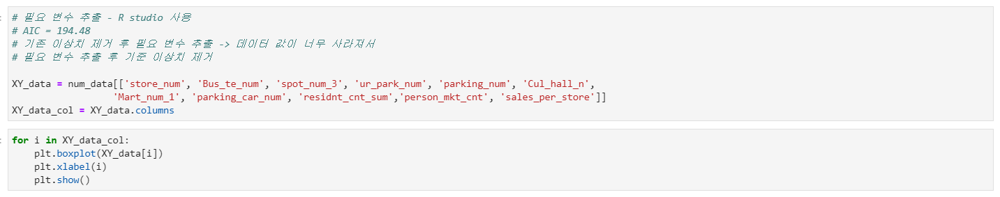 # 필요 변수 추출 - R studio 사용
# AIC = 194.48
# 기존 이상치 제거 후 필요 변수 추출 -> 데이터 값이 너무 사라져서
# 필요 변수 추출 후 기준 이상치 제거
XY_data = num_data[['store_num', 'Bus_te_num', 'spot_num_3', 'ur_park_num', 'parking_num', 'Cul_hall_n',
'Mart_num_1', 'parking_car_num', 'residnt_cnt_sum','person_mkt_cnt', 'sales_per_store']]
XY_data_col = XY_data.columns
for i in XY_data_col:
plt.boxplot(XY_data[i])
plt.xlabel(i)
plt.show()